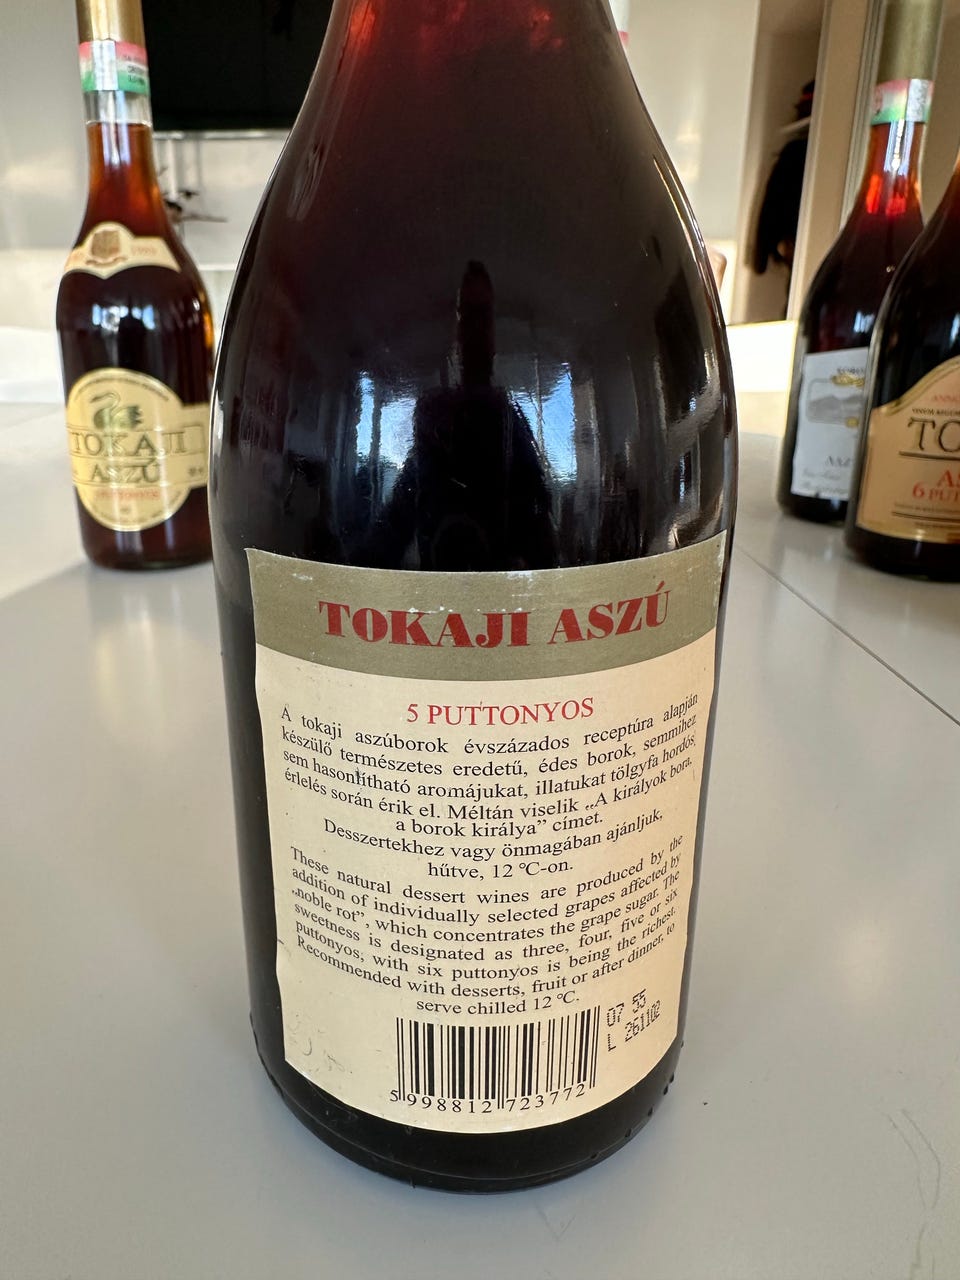 TOKAJI ASZÚ
5 PUTTONYOS
A tokaji aszúborok évszázados receptúra alapján
készülő természetes eredetű, édes borok, semmihez
sem hasonlítható aromájukat, illatukat tölgyfa hordós
érlelés során érik el. Méltán viselik „A királyok bora,
a borok királya” címet.
Desszertekhez vagy önmagában ajánljuk,
hűtve, 12 °C-on.
These natural dessert wines are produced by the
addition of individually selected grapes affected by
„noble rot”, which concentrates the grape sugar. The
sweetness is designated as three, four, five or six
puttonyos, with six puttonyos is being the richest.
Recommended with desserts, fruit or after dinner, to
serve chilled 12 °C.
L 07 55
261102
5 998812 723772
TOKAJI
ASZÚ
5 PUTTONYOS
TO
6 PUT